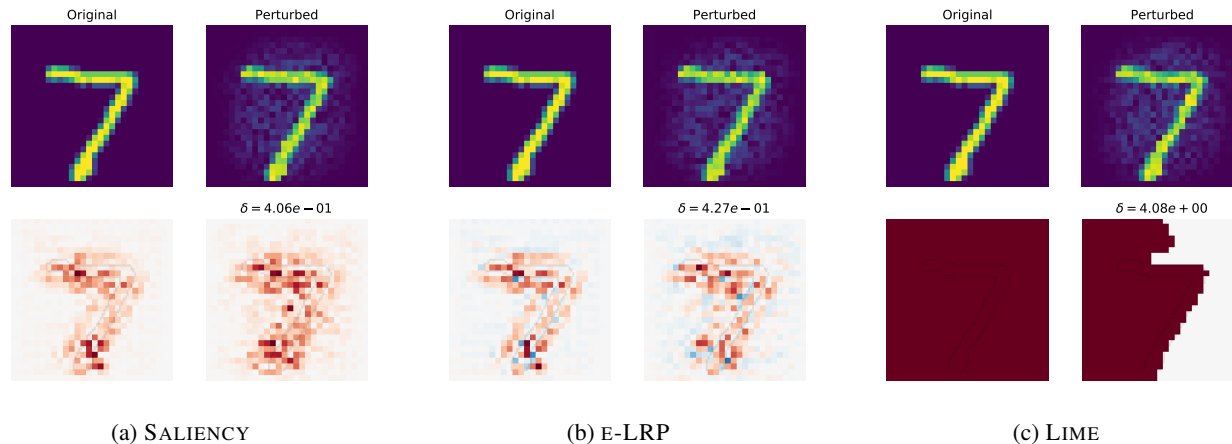 Original
Perturbed
Original
Perturbed
Original
Perturbed
δ = 4.06e − 01
δ = 4.27e − 01
δ = 4.08e + 00
(a) SALIENCY
(b) E-LRP
(c) LIME